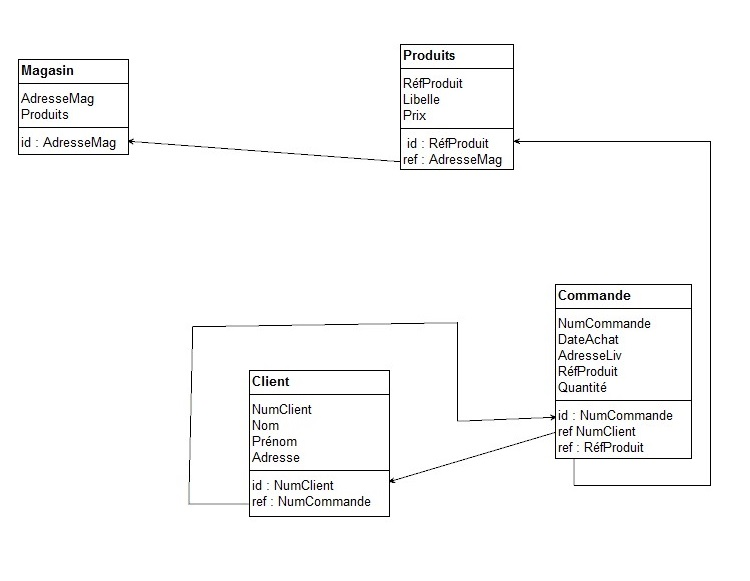 Magasin
AdresseMag
Produits
id : AdresseMag
Produits
RéfProduit
Libelle
Prix
id : RéfProduit
ref : AdresseMag
Commande
NumCommande
DateAchat
AdresseLiv
RéfProduit
Quantité
id : NumCommande
ref NumClient
ref : RéfProduit
Client
NumClient
Nom
Prénom
Adresse
id : NumClient
ref : NumCommande